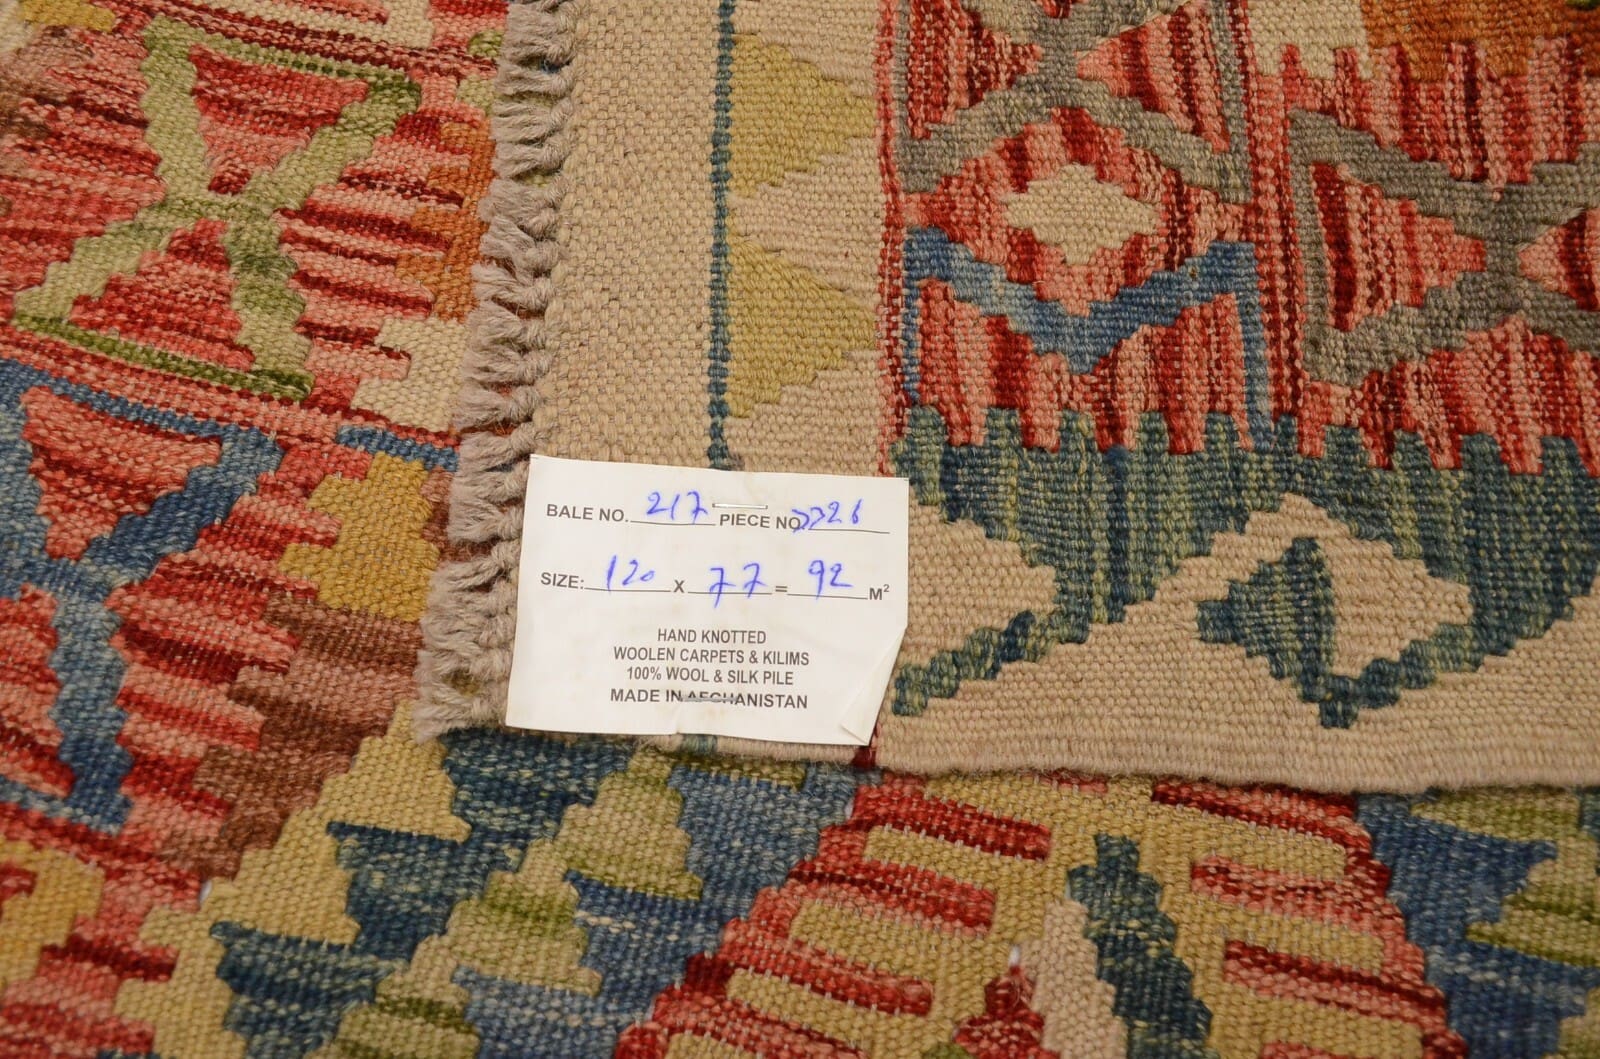 BALE NO. 217 PIECE NO
SIZE: 120 X 77 = 92 M²
HAND KNOTTED
WOOLEN CARPETS & KILIMS
100% WOOL & SILK PILE
MADE IN AFGHANISTAN